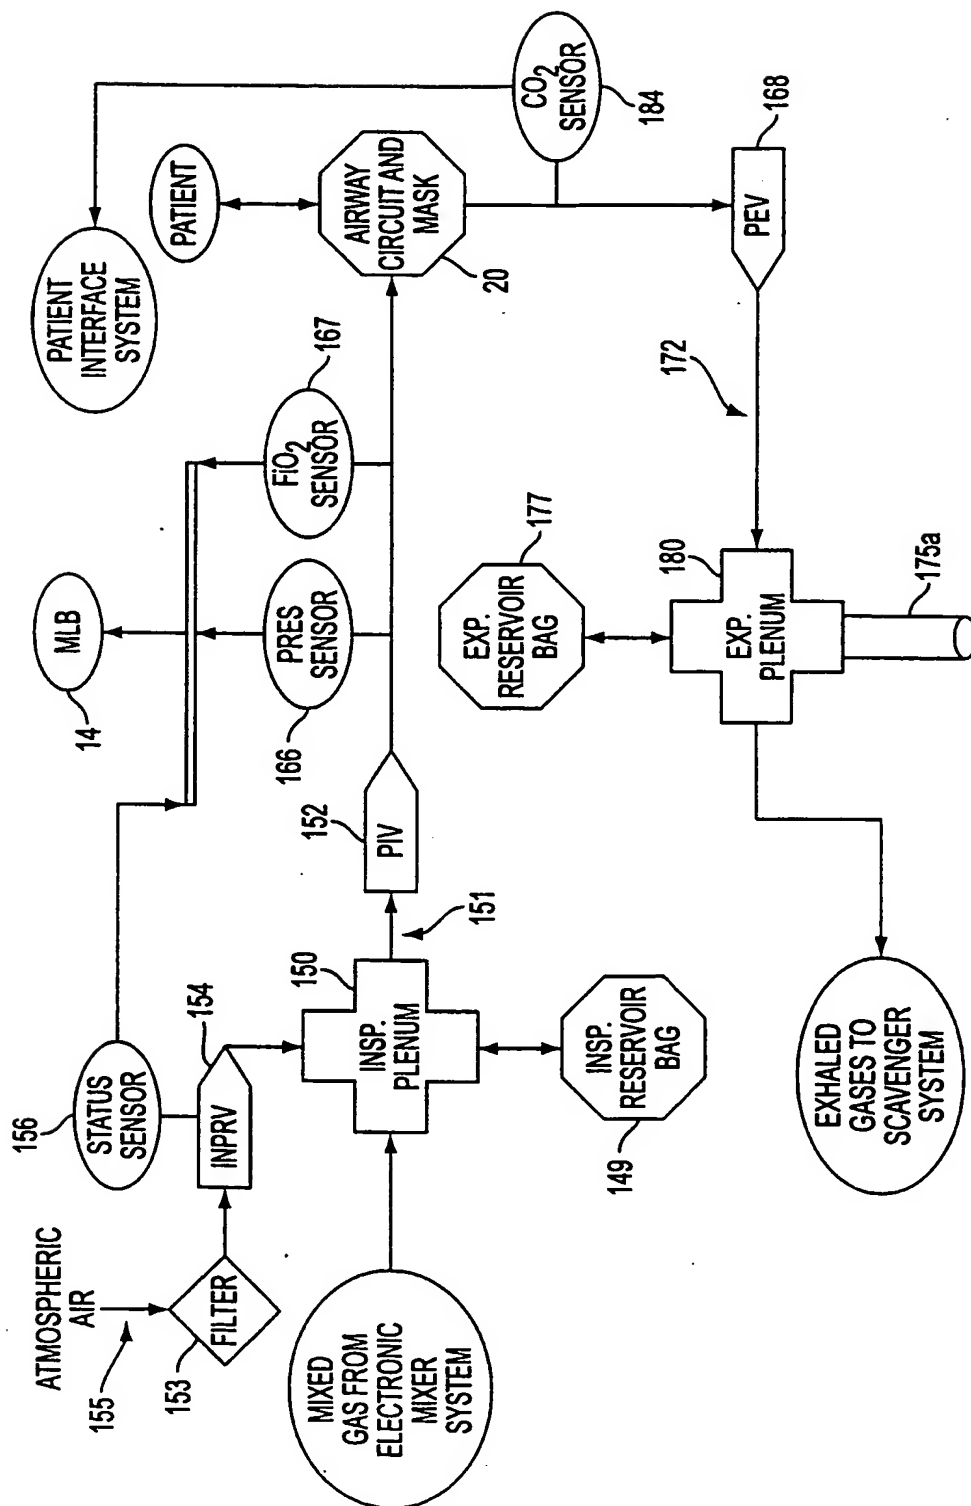 ATMOSPHERIC
AIR
155
FILTER
153
STATUS
SENSOR
156
INPRV
154
MIXED
GAS FROM
ELECTRONIC
MIXER
SYSTEM
INSP.
PLENUM
150
INSP.
RESERVOIR
BAG
149
151
PIV
152
MLB
14
PRES
SENSOR
166
FiO2
SENSOR
167
PATIENT
INTERFACE
SYSTEM
PATIENT
AIRWAY
CIRCUIT AND
MASK
20
CO2
SENSOR
184
PEV
168
172
EXP.
RESERVOIR
BAG
177
EXP.
PLENUM
180
175a
EXHALED
GASES TO
SCAVENGER
SYSTEM